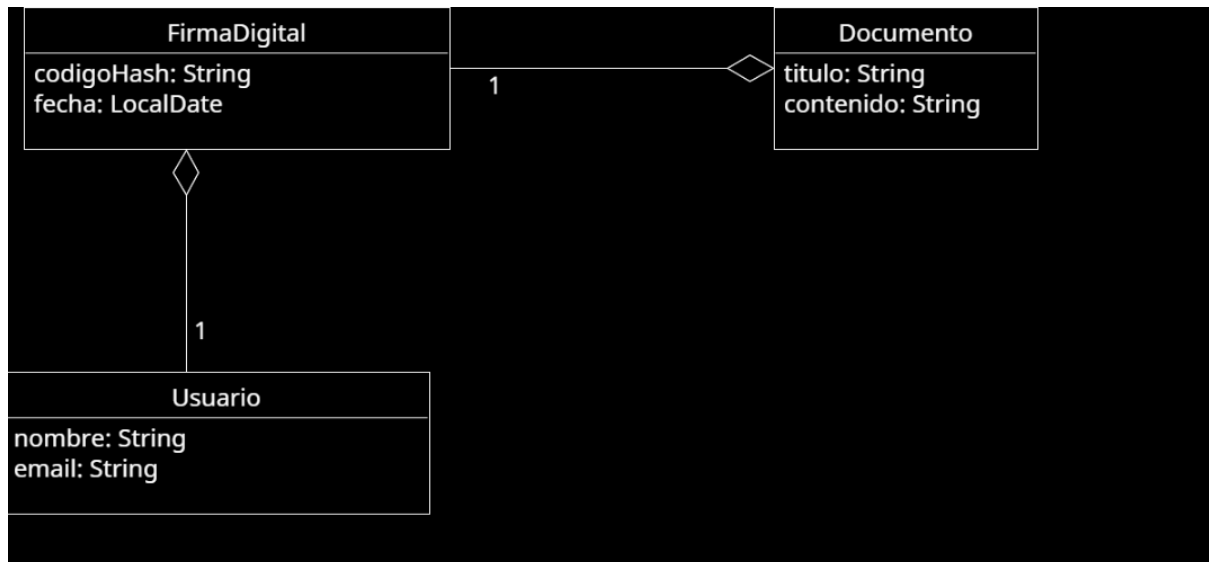 FirmaDigital
codigoHash: String
fecha: LocalDate
1
Documento
titulo: String
contenido: String
1
Usuario
nombre: String
email: String